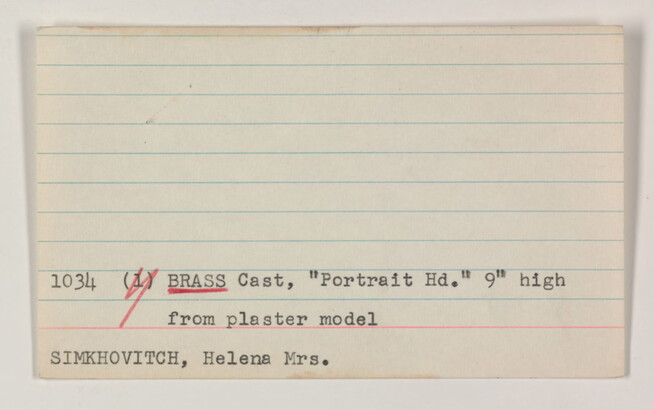 1034 (1) BRASS Cast, "Portrait Hd." 9" high
from plaster model
SIMKHOVITCH, Helena Mrs.